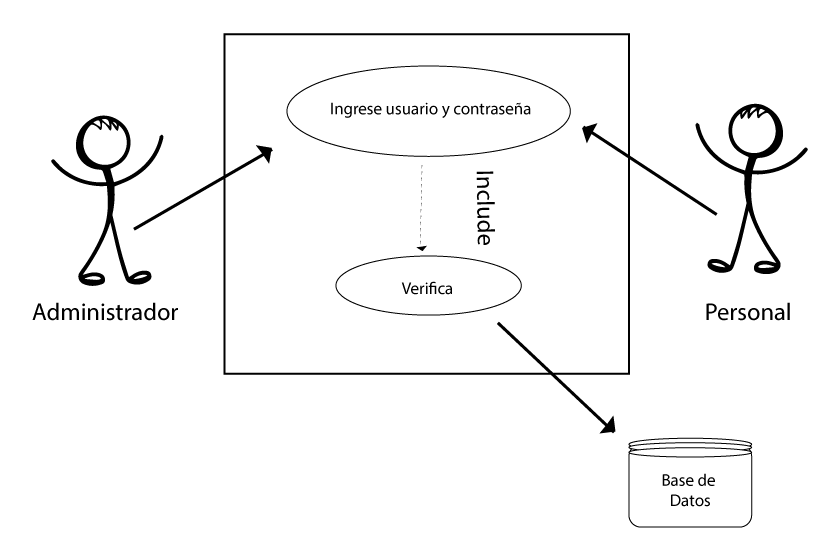 Ingrese usuario y contraseña
Include
Verifica
Administrador
Personal
Base de
Datos